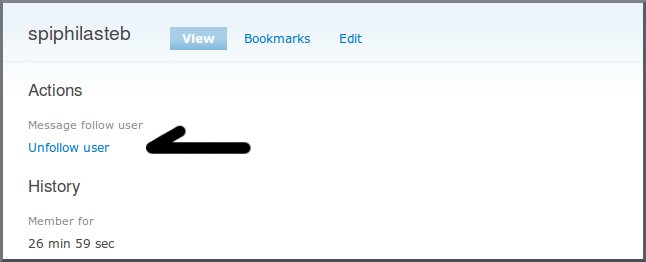 spiphilasteb View Bookmarks Edit
Actions
Message follow user
Unfollow user
History
Member for
26 min 59 sec